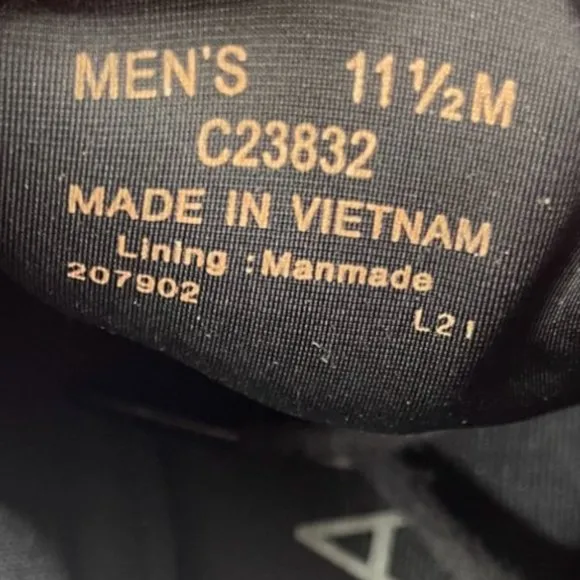 MEN'S 11½M
C23832
MADE IN VIETNAM
Lining : Manmade
207902 L21
A